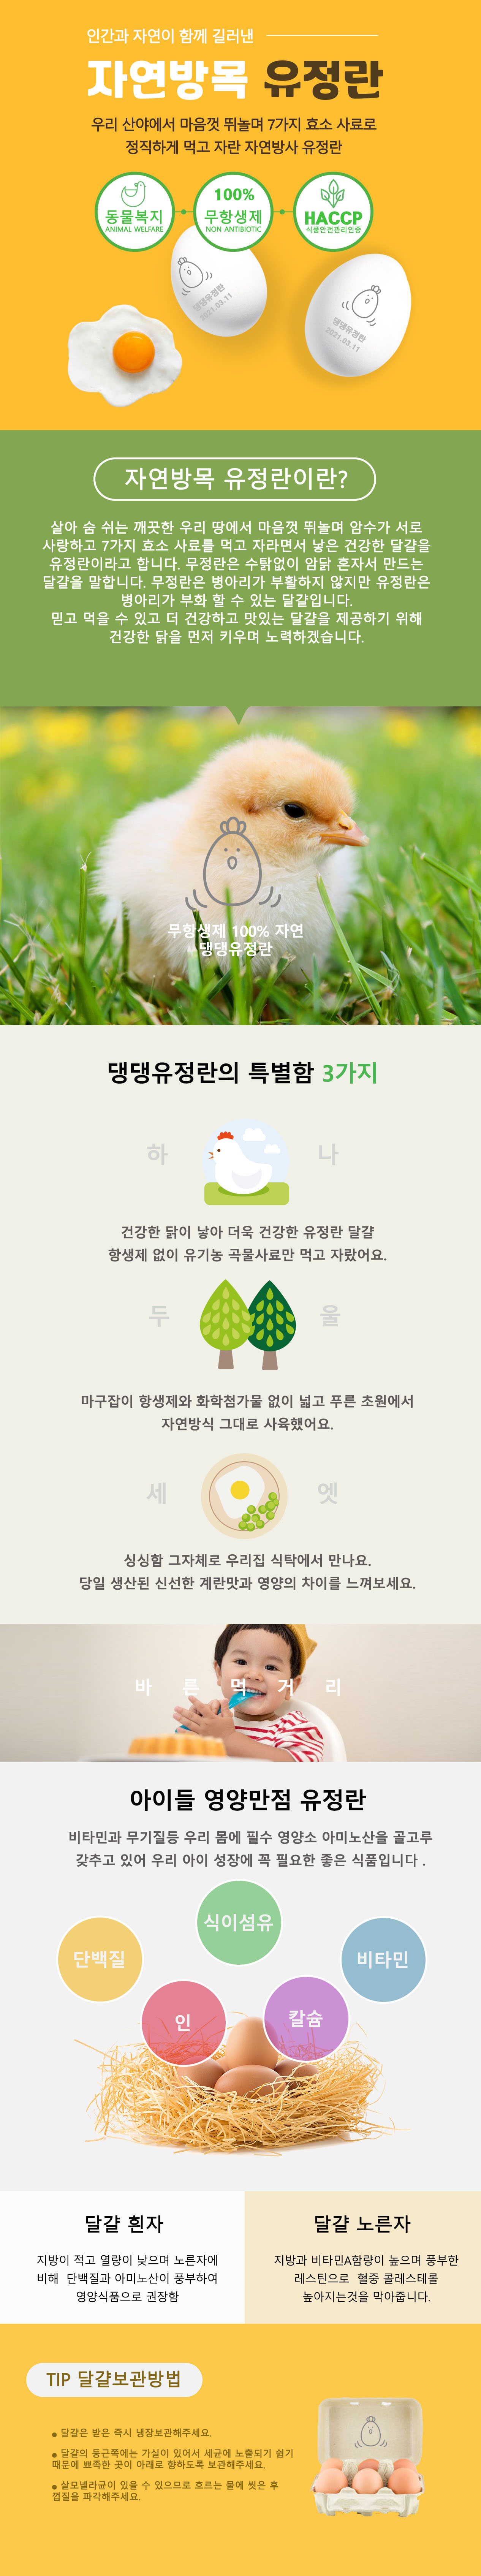 인간과 자연이 함께 길러낸
자연방목 유정란
우리 산야에서 마음껏 뛰놀며 7가지 효소 사료로
정직하게 먹고 자란 자연방사 유정란
동물복지
ANIMAL WELFARE
100%
무항생제
NON ANTIBIOTIC
HACCP
식품안전관리인증
댕댕유정란
2021.03.11
댕댕유정란
2021.03.11
자연방목 유정란이란?
살아 숨 쉬는 깨끗한 우리 땅에서 마음껏 뛰놀며 암수가 서로
사랑하고 7가지 효소 사료를 먹고 자라면서 낳은 건강한 달걀을
유정란이라고 합니다. 무정란은 수탉없이 암닭 혼자서 만드는
달걀을 말합니다. 무정란은 병아리가 부활하지 않지만 유정란은
병아리가 부화 할 수 있는 달걀입니다.
믿고 먹을 수 있고 더 건강하고 맛있는 달걀을 제공하기 위해
건강한 닭을 먼저 키우며 노력하겠습니다.
무항생제 100% 자연
댕댕유정란
댕댕유정란의 특별함 3가지
하 나
건강한 닭이 낳아 더욱 건강한 유정란 달걀
항생제 없이 유기농 곡물사료만 먹고 자랐어요.
두 울
마구잡이 항생제와 화학첨가물 없이 넓고 푸른 초원에서
자연방식 그대로 사육했어요.
세 엣
싱싱함 그자체로 우리집 식탁에서 만나요.
당일 생산된 신선한 계란맛과 영양의 차이를 느껴보세요.
바 른 먹 거 리
아이들 영양만점 유정란
비타민과 무기질등 우리 몸에 필수 영양소 아미노산을 골고루
갖추고 있어 우리 아이 성장에 꼭 필요한 좋은 식품입니다 .
식이섬유
단백질
비타민
인
칼슘
달걀 흰자
지방이 적고 열량이 낮으며 노른자에
비해 단백질과 아미노산이 풍부하여
영양식품으로 권장함
달걀 노른자
지방과 비타민A함량이 높으며 풍부한
레스틴으로 혈중 콜레스테롤
높아지는것을 막아줍니다.
TIP 달걀보관방법
● 달걀은 받은 즉시 냉장보관해주세요.
● 달걀의 둥근쪽에는 가실이 있어서 세균에 노출되기 쉽기
때문에 뾰족한 곳이 아래로 향하도록 보관해주세요.
● 살모넬라균이 있을 수 있으므로 흐르는 물에 씻은 후
껍질을 파각해주세요.